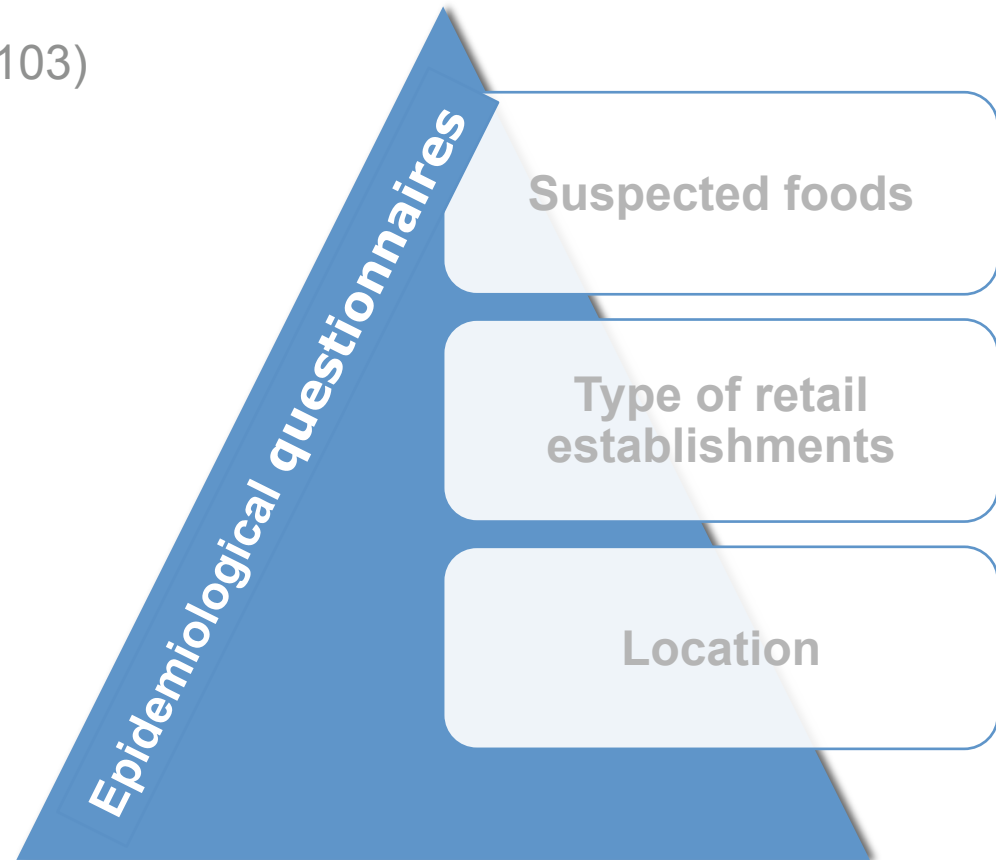 103)
Epidemiological questionnaires
Suspected foods
Type of retail
establishments
Location